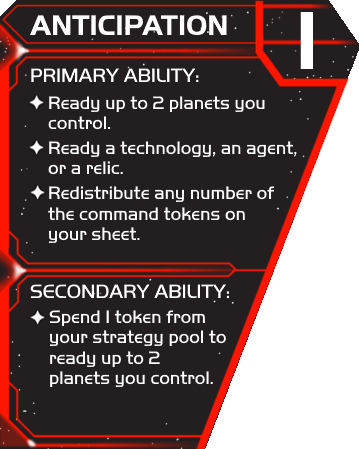 ANTICIPATION
1
PRIMARY ABILITY:
Ready up to 2 planets you
control.
Ready a technology, an agent,
or a relic.
Redistribute any number of
the command tokens on
your sheet.
SECONDARY ABILITY:
Spend 1 token from
your strategy pool to
ready up to 2
planets you control.